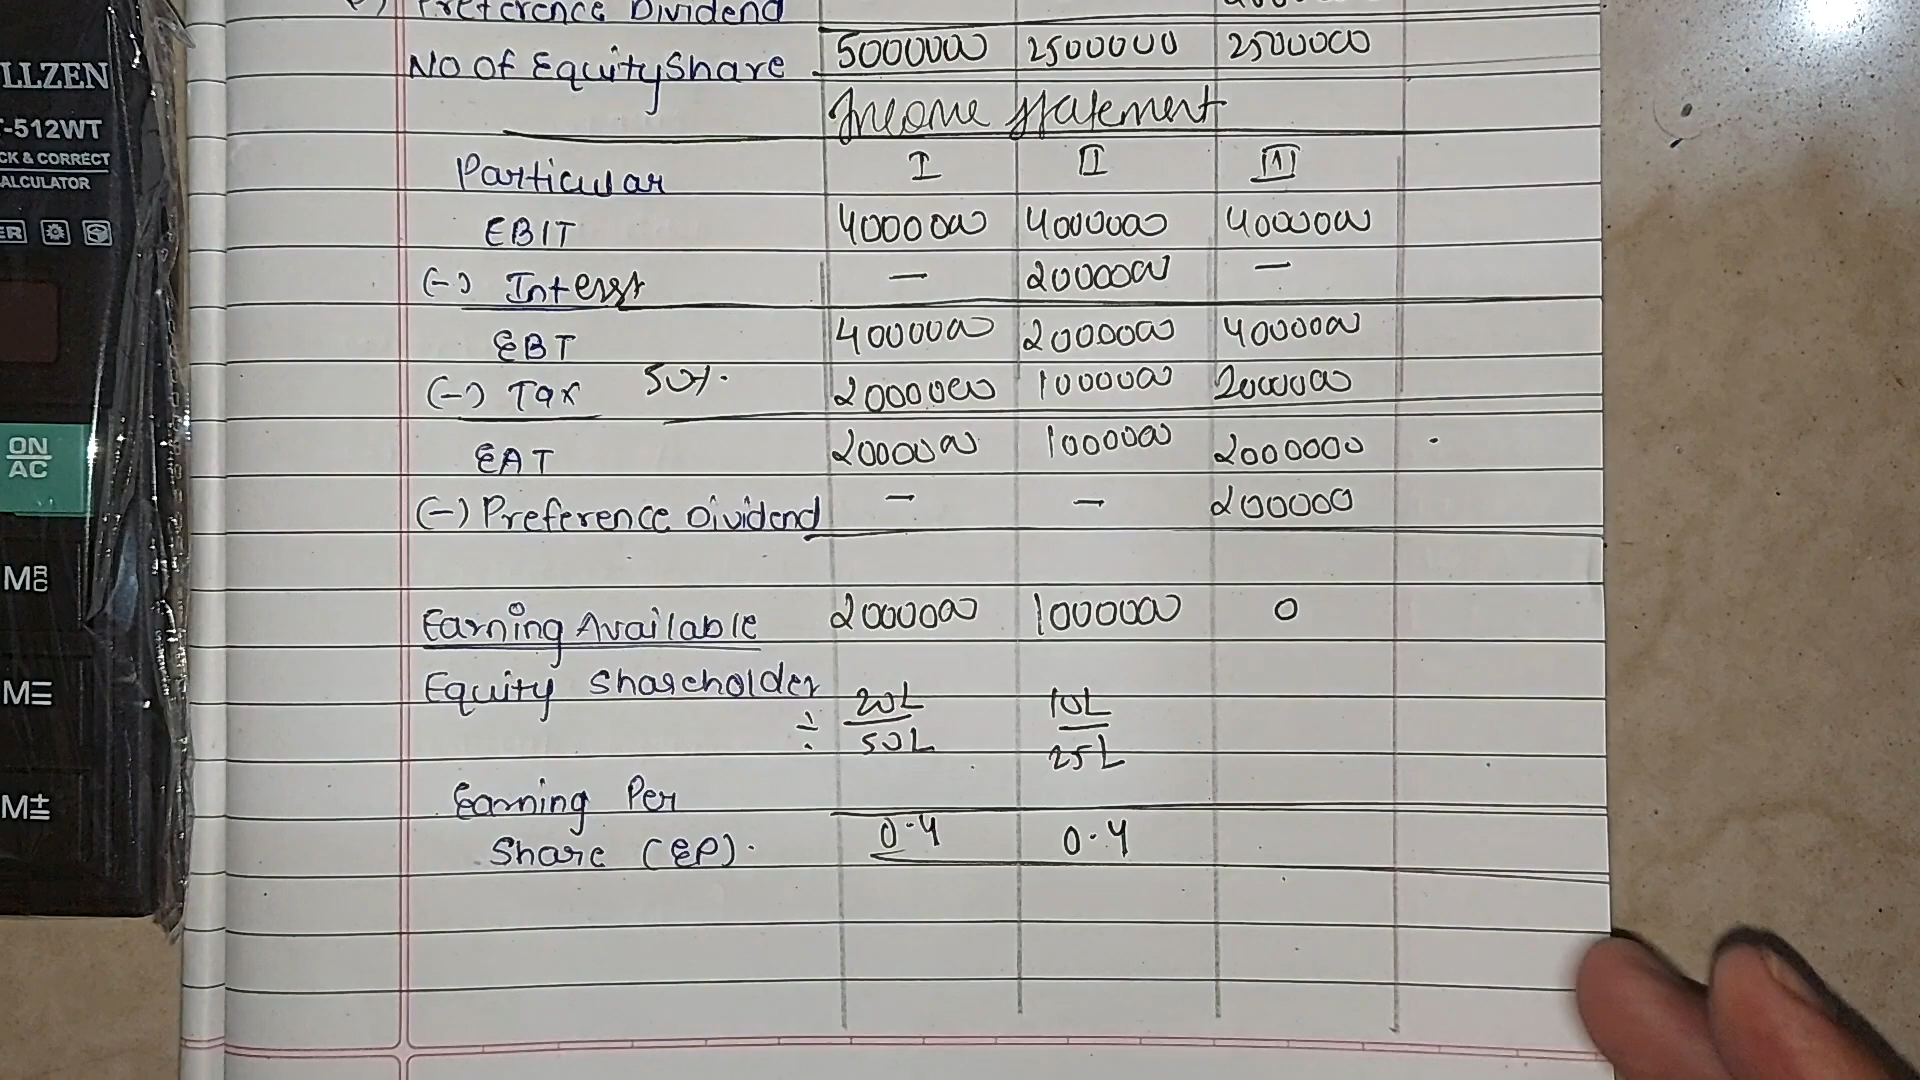 Preference Dividend
No Of Equity Share 5000000 2500000 2500000
Income Statement
Particular I II III
EBIT 4000000 4000000 4000000
(-) Interst — 2000000 —
EBT 4000000 2000000 4000000
(-) Tax 50%. 2000000 1000000 2000000
EAT 2000000 1000000 2000000
(-) Preference Dividend — — 200000
Earning Available 2000000 1000000 0
Equity Shareholder
÷ 20L/50L 10L/25L
Earning Per
Share (EP). 0.4 0.4
LLZEN
-512WT
CK & CORRECT
ALCULATOR
ER
ON
AC
MRC
M=
M±